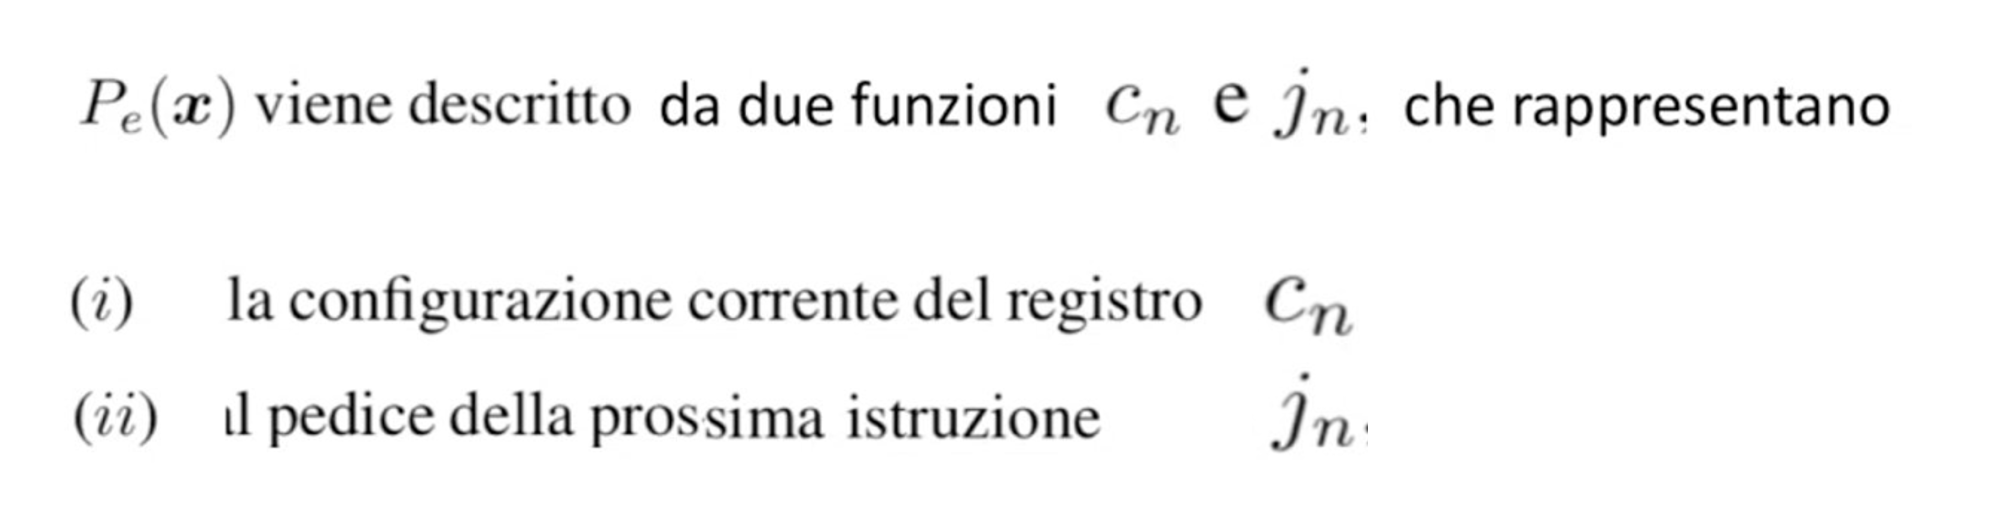 Pₑ(x) viene descritto da due funzioni cₙ e jₙ, che rappresentano
(i) la configurazione corrente del registro cₙ
(ii) il pedice della prossima istruzione jₙ,